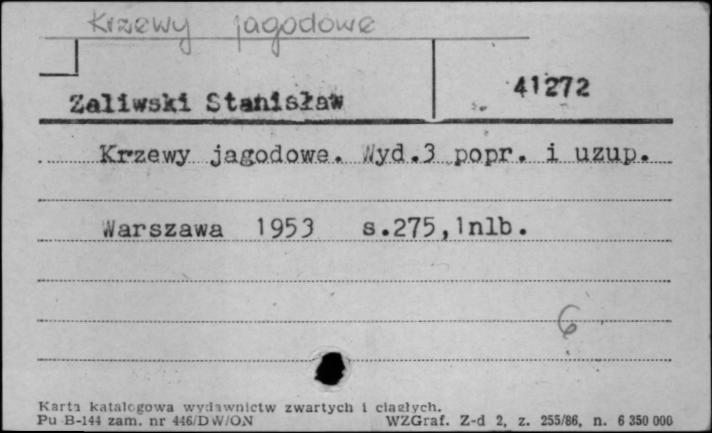 Krzewy jagodowe
41272
Zaliwski Stanisław
Krzewy jagodowe. Wyd.3 popr. i uzup.
Warszawa 1953 s.275,1nlb.
6
Karta katalogowa wydawnictw zwartych i ciągłych.
Pu B-144 zam. nr 446/DW/ON WZGraf. Z-d 2, z. 255/86, n. 6 350 000